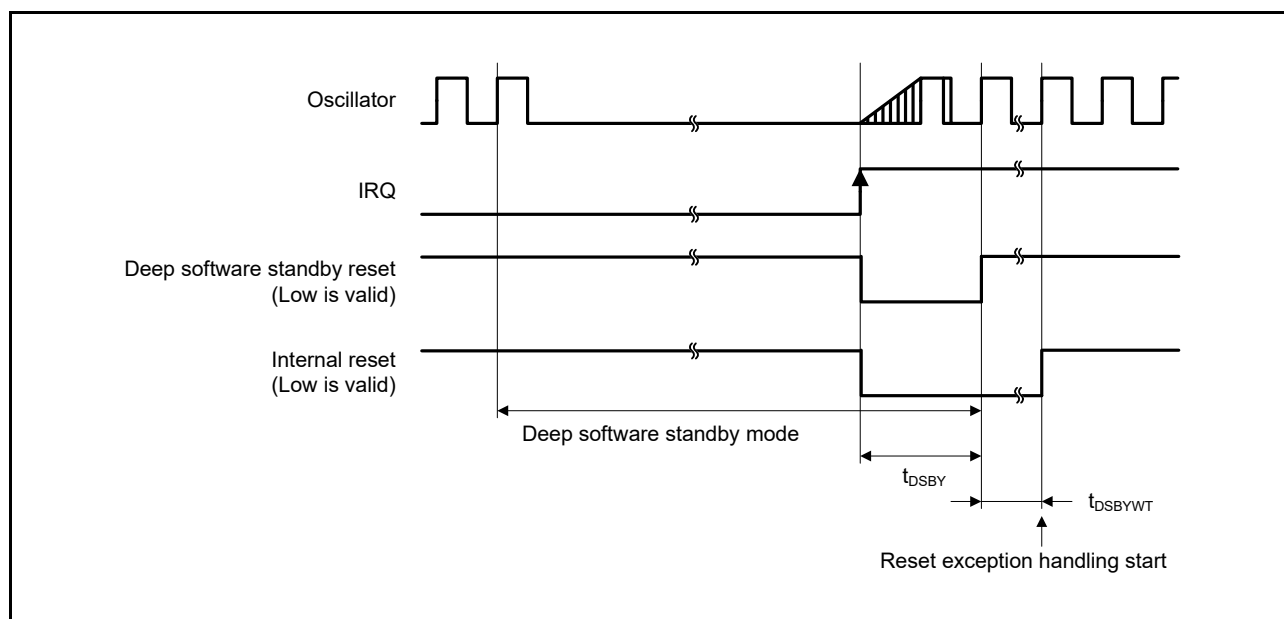 Oscillator
IRQ
Deep software standby reset
(Low is valid)
Internal reset
(Low is valid)
Deep software standby mode
tDSBY
tDSBYWT
Reset exception handling start